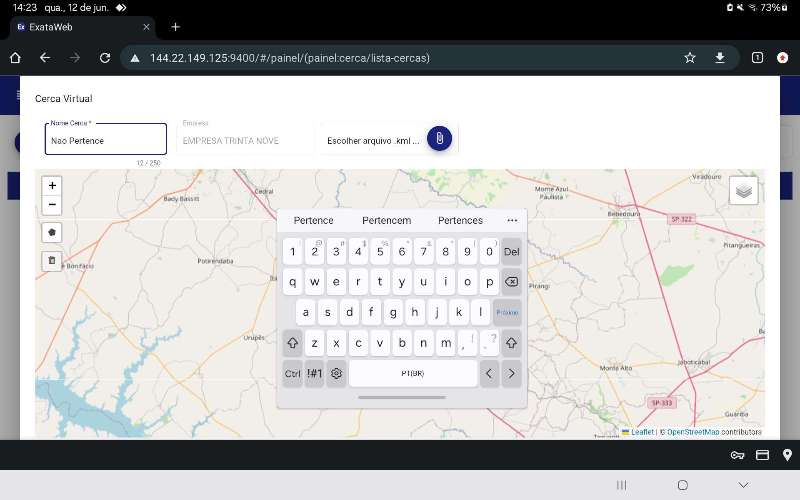 14:23 qua., 12 de jun. 73%
Ex ExataWeb
144.22.149.125:9400/#/painel/(painel:cerca/lista-cercas) 1
Cerca Virtual
Nome Cerca *
Nao Pertence
12 / 250
Empresa
EMPRESA TRINTA NOVE
Escolher arquivo .kml ...
+
−
Viradouro
Cedral
Monte Azul
Paulista
Bady Bassitt
Bebedouro
SP-322
Pitangueiras
Potirendaba
e Bonifácio
Pirangi
Urupês
Monte Alto
Jaboticabal
SP-333
Guariba
Pertence Pertencem Pertences ...
1 2 3 4 5 6 7 8 9 0 Del
q w e r t y u i o p
a s d f g h j k l Próximo
z x c v b n m , ! . ?
Ctrl !#1 PT(BR) < >
Leaflet | © OpenStreetMap contributors